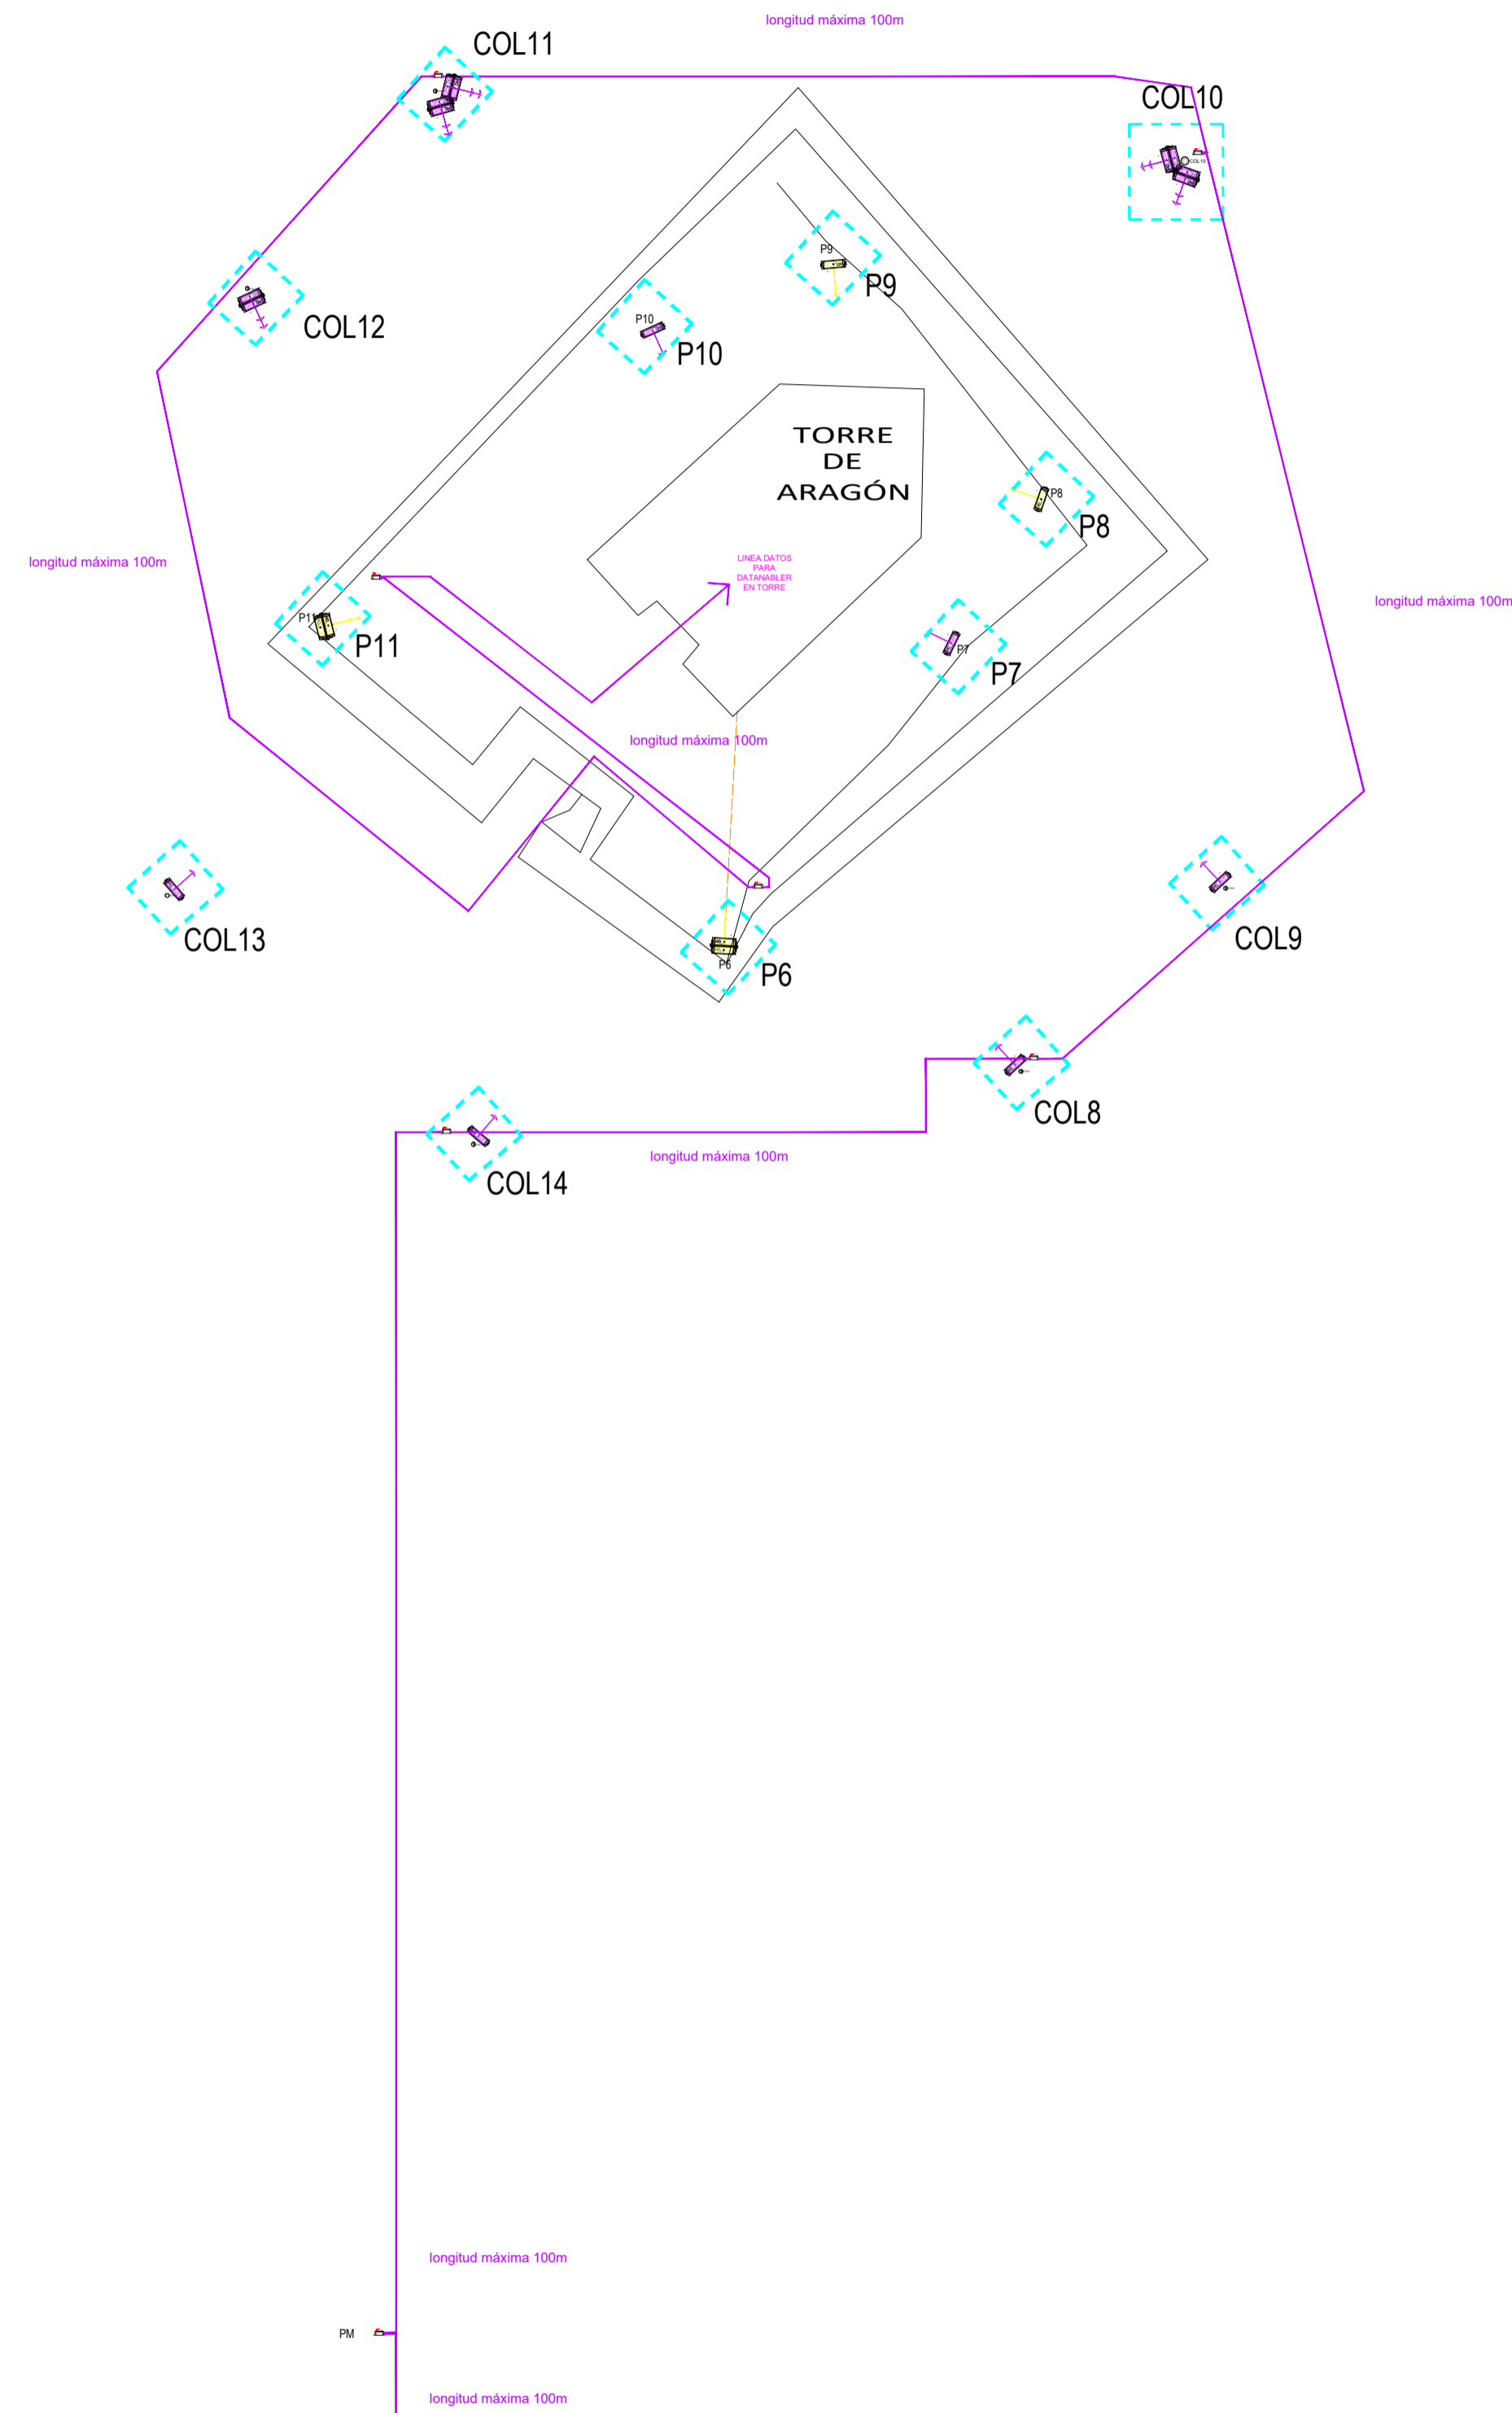 longitud máxima 100m
COL11
COL10
COL10
P9
P9
P10
P10
COL12
TORRE
DE
ARAGÓN
P8
P8
longitud máxima 100m
LINEA DATOS
PARA
DATANABLER
EN TORRE
longitud máxima 100m
P11
P11
P7
P7
longitud máxima 100m
COL13
COL9
P6
P6
COL8
longitud máxima 100m
COL14
longitud máxima 100m
PM
longitud máxima 100m